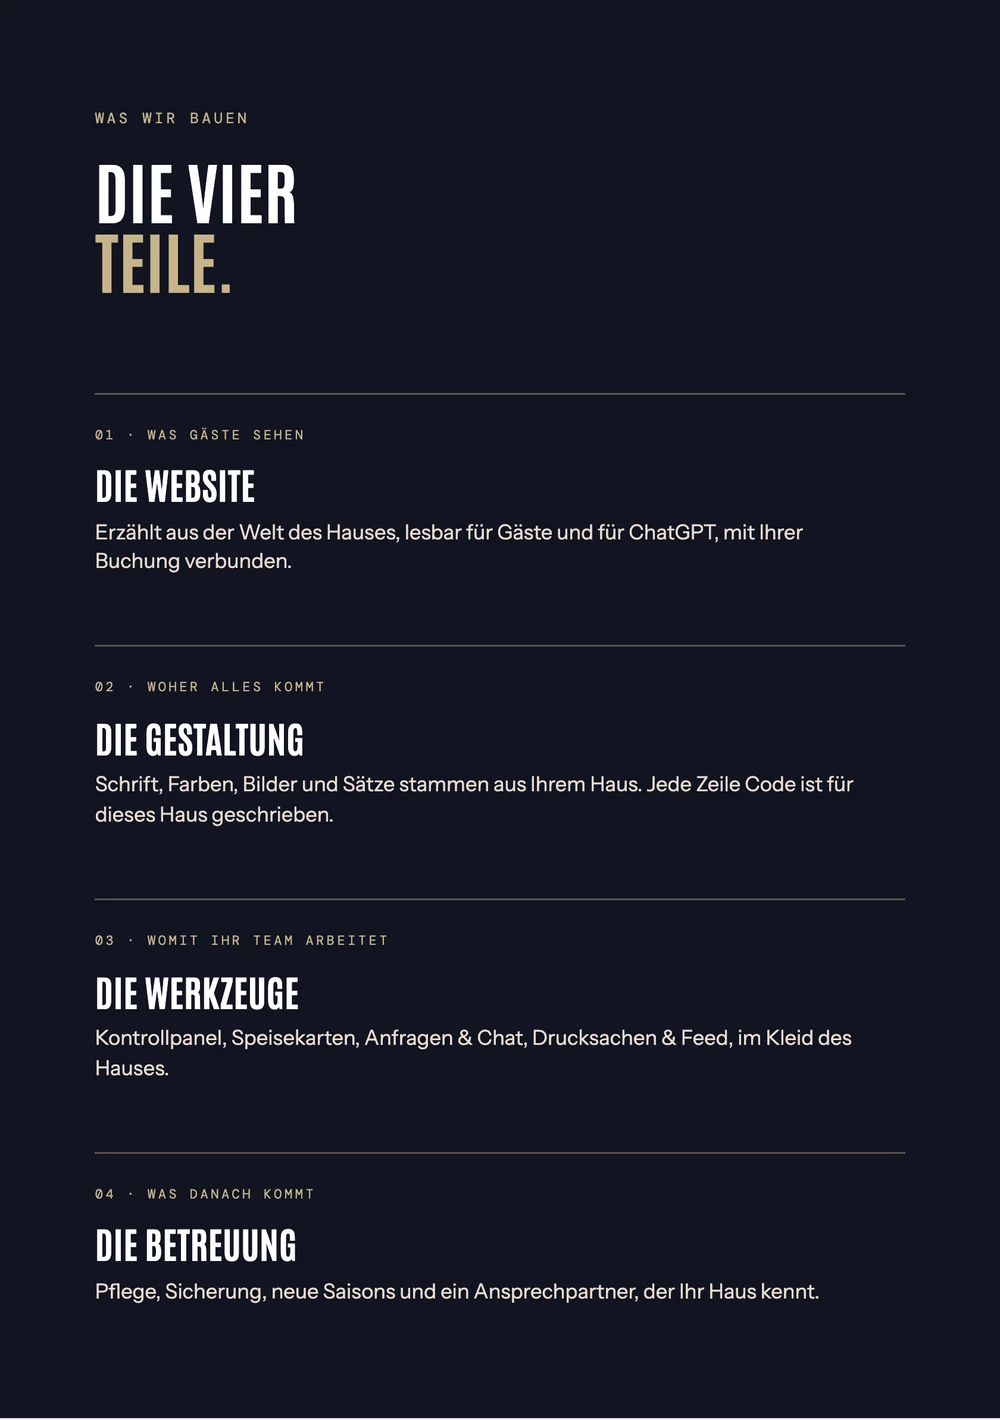 WAS WIR BAUEN
DIE VIER
TEILE.
01 · WAS GÄSTE SEHEN
DIE WEBSITE
Erzählt aus der Welt des Hauses, lesbar für Gäste und für ChatGPT, mit Ihrer
Buchung verbunden.
02 · WOHER ALLES KOMMT
DIE GESTALTUNG
Schrift, Farben, Bilder und Sätze stammen aus Ihrem Haus. Jede Zeile Code ist für
dieses Haus geschrieben.
03 · WOMIT IHR TEAM ARBEITET
DIE WERKZEUGE
Kontrollpanel, Speisekarten, Anfragen & Chat, Drucksachen & Feed, im Kleid des
Hauses.
04 · WAS DANACH KOMMT
DIE BETREUUNG
Pflege, Sicherung, neue Saisons und ein Ansprechpartner, der Ihr Haus kennt.